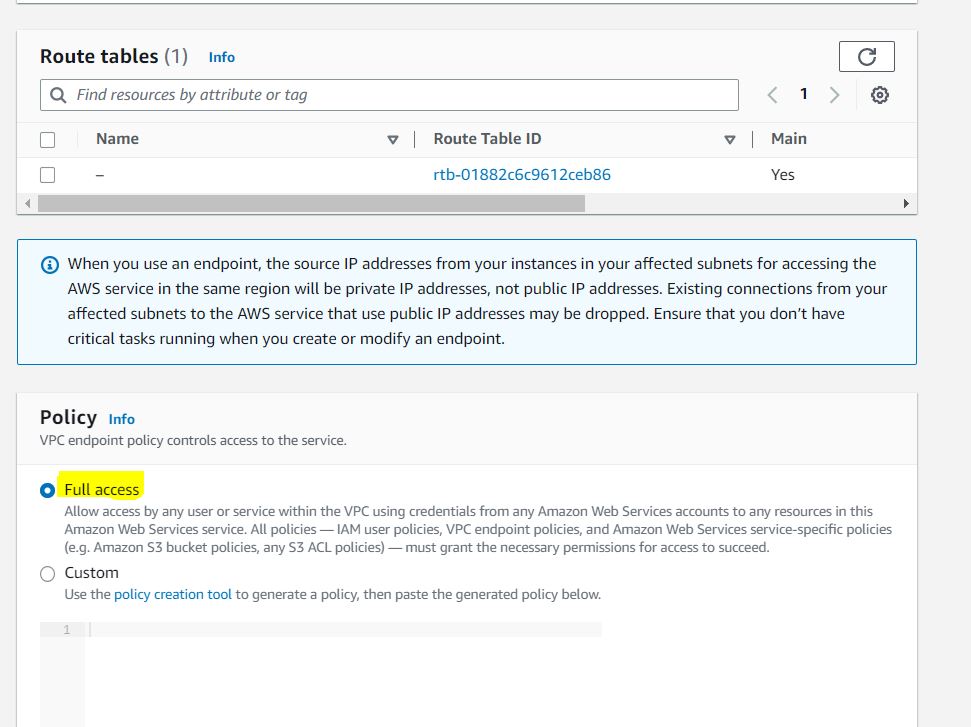 Route tables (1) Info
Find resources by attribute or tag
1
Name Route Table ID Main
– rtb-01882c6c9612ceb86 Yes
When you use an endpoint, the source IP addresses from your instances in your affected subnets for accessing the
AWS service in the same region will be private IP addresses, not public IP addresses. Existing connections from your
affected subnets to the AWS service that use public IP addresses may be dropped. Ensure that you don’t have
critical tasks running when you create or modify an endpoint.
Policy Info
VPC endpoint policy controls access to the service.
Full access
Allow access by any user or service within the VPC using credentials from any Amazon Web Services accounts to any resources in this
Amazon Web Services service. All policies — IAM user policies, VPC endpoint policies, and Amazon Web Services service-specific policies
(e.g. Amazon S3 bucket policies, any S3 ACL policies) — must grant the necessary permissions for access to succeed.
Custom
Use the policy creation tool to generate a policy, then paste the generated policy below.
1